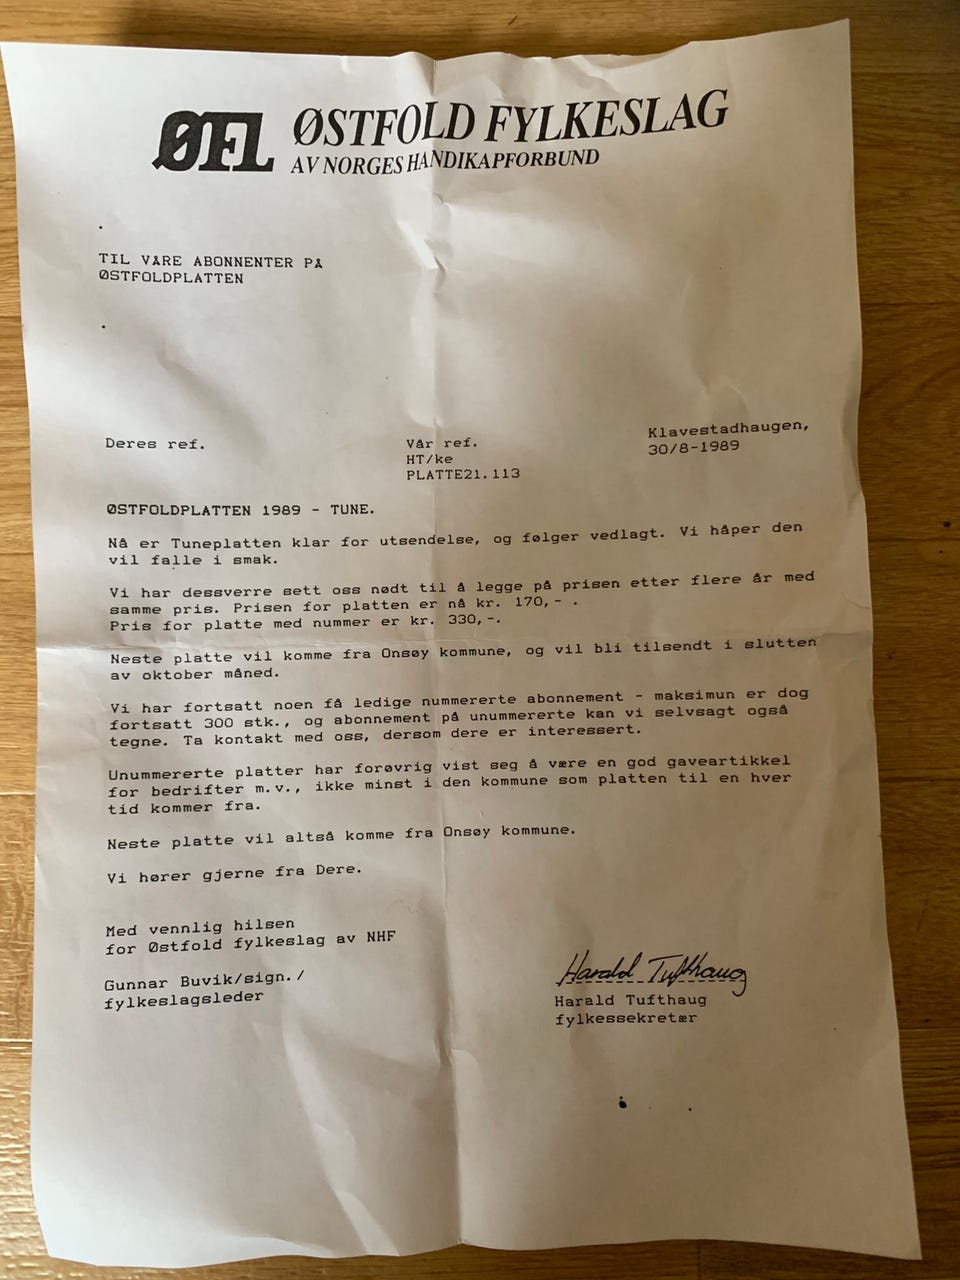 ØFL ØSTFOLD FYLKESLAG
AV NORGES HANDIKAPFORBUND
TIL VÅRE ABONNENTER PÅ
ØSTFOLDPLATTEN
Deres ref.
Vår ref.
HT/ke
PLATTE21.113
Klavestadhaugen,
30/8-1989
ØSTFOLDPLATTEN 1989 - TUNE.
Nå er Tuneplatten klar for utsendelse, og følger vedlagt. Vi håper den
vil falle i smak.
Vi har dessverre sett oss nødt til å legge på prisen etter flere år med
samme pris. Prisen for platten er nå kr. 170,- .
Pris for platte med nummer er kr. 330,-.
Neste platte vil komme fra Onsøy kommune, og vil bli tilsendt i slutten
av oktober måned.
Vi har fortsatt noen få ledige nummererte abonnement - maksimun er dog
fortsatt 300 stk., og abonnement på unummererte kan vi selvsagt også
tegne. Ta kontakt med oss, dersom dere er interessert.
Unummererte platter har forøvrig vist seg å være en god gaveartikkel
for bedrifter m.v., ikke minst i den kommune som platten til en hver
tid kommer fra.
Neste platte vil altså komme fra Onsøy kommune.
Vi hører gjerne fra Dere.
Med vennlig hilsen
for Østfold fylkeslag av NHF
Gunnar Buvik/sign./
fylkeslagsleder
Harald Tufthaug
Harald Tufthaug
fylkessekretær